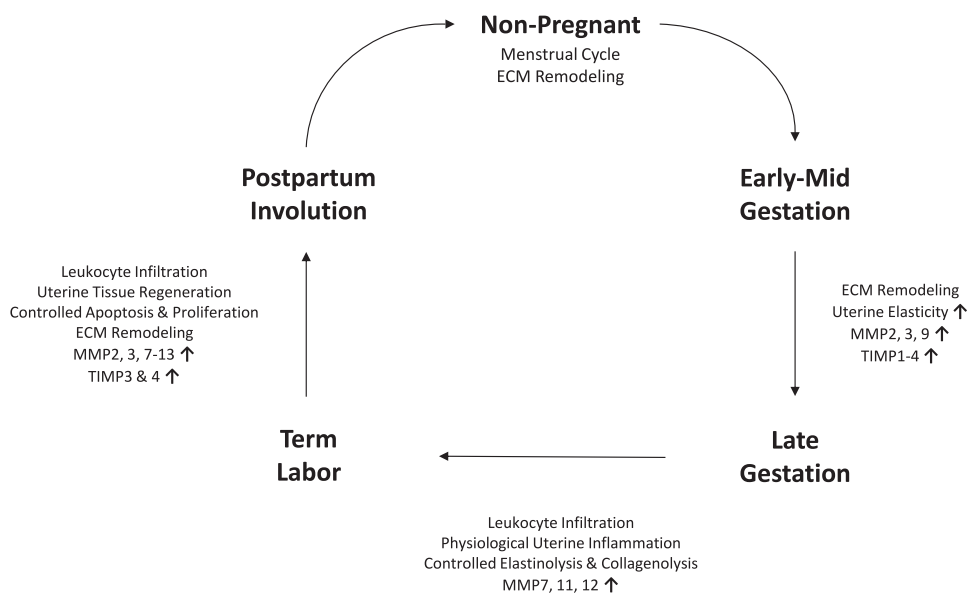 Non-Pregnant
Menstrual Cycle
ECM Remodeling
Early-Mid
Gestation
ECM Remodeling
Uterine Elasticity ↑
MMP2, 3, 9 ↑
TIMP1-4 ↑
Late
Gestation
Leukocyte Infiltration
Physiological Uterine Inflammation
Controlled Elastinolysis & Collagenolysis
MMP7, 11, 12 ↑
Term
Labor
Leukocyte Infiltration
Uterine Tissue Regeneration
Controlled Apoptosis & Proliferation
ECM Remodeling
MMP2, 3, 7-13 ↑
TIMP3 & 4 ↑
Postpartum
Involution